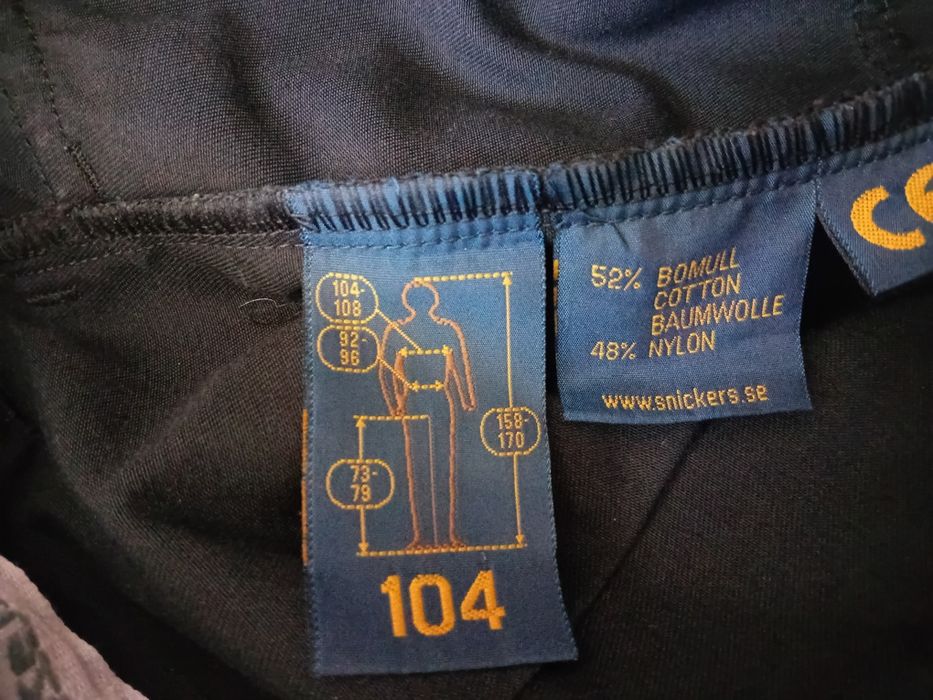 104-
108
92-
96
158-
170
73-
79
104
52% BOMULL
COTTON
BAUMWOLLE
48% NYLON
www.snickers.se
CE